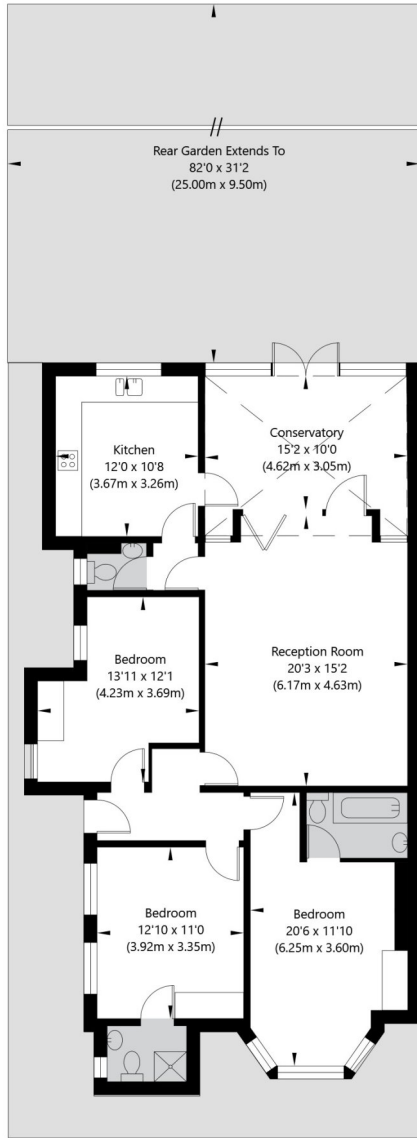 Rear Garden Extends To
82'0 x 31'2
(25.00m x 9.50m)
Kitchen
12'0 x 10'8
(3.67m x 3.26m)
Conservatory
15'2 x 10'0
(4.62m x 3.05m)
Bedroom
13'11 x 12'1
(4.23m x 3.69m)
Reception Room
20'3 x 15'2
(6.17m x 4.63m)
Bedroom
12'10 x 11'0
(3.92m x 3.35m)
Bedroom
20'6 x 11'10
(6.25m x 3.60m)